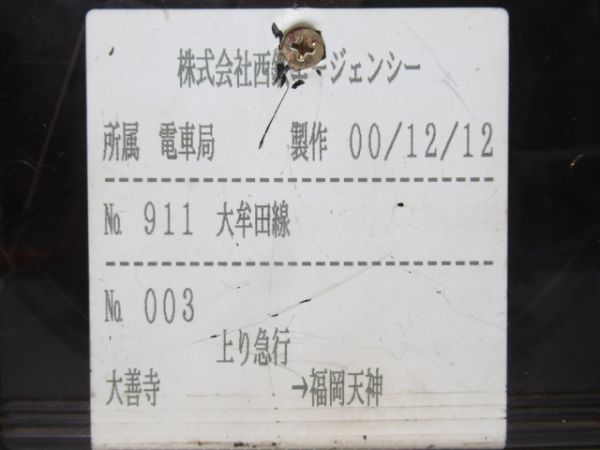 株式会社西鉄エージェンシー
所属 電車局 製作 00/12/12
No. 911 大牟田線
No. 003
上り急行
大善寺 →福岡天神